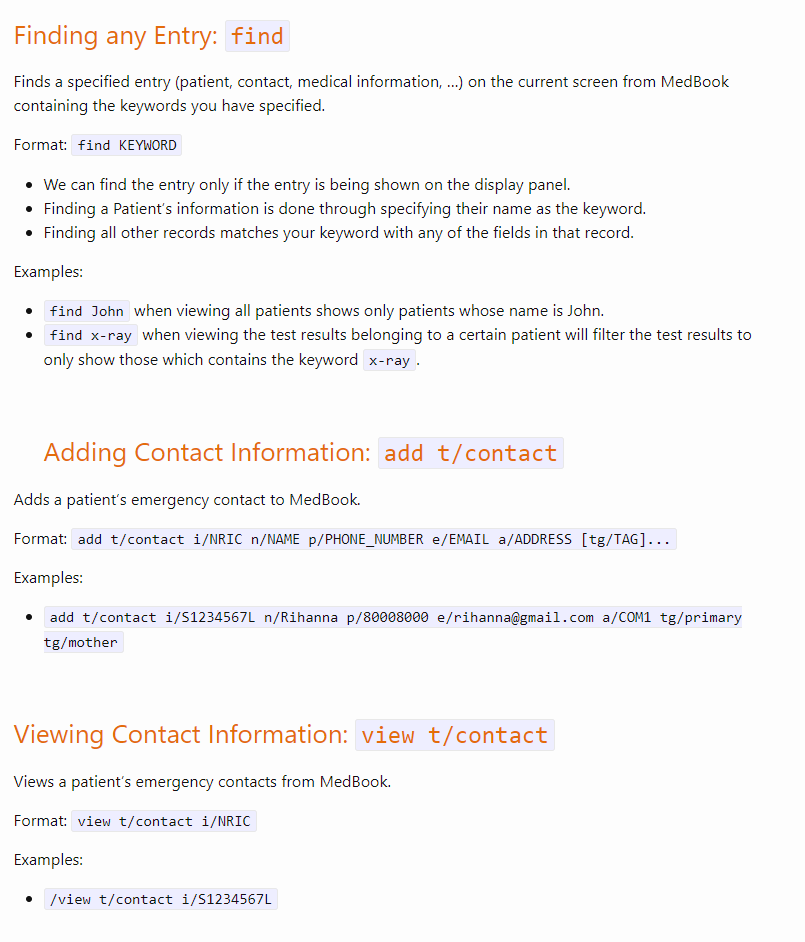 Finding any Entry: find
Finds a specified entry (patient, contact, medical information, ...) on the current screen from MedBook
containing the keywords you have specified.
Format: find KEYWORD
• We can find the entry only if the entry is being shown on the display panel.
• Finding a Patient’s information is done through specifying their name as the keyword.
• Finding all other records matches your keyword with any of the fields in that record.
Examples:
• find John when viewing all patients shows only patients whose name is John.
• find x-ray when viewing the test results belonging to a certain patient will filter the test results to
only show those which contains the keyword x-ray.
Adding Contact Information: add t/contact
Adds a patient’s emergency contact to MedBook.
Format: add t/contact i/NRIC n/NAME p/PHONE_NUMBER e/EMAIL a/ADDRESS [tg/TAG]...
Examples:
• add t/contact i/S1234567L n/Rihanna p/80008000 e/rihanna@gmail.com a/COM1 tg/primary
tg/mother
Viewing Contact Information: view t/contact
Views a patient’s emergency contacts from MedBook.
Format: view t/contact i/NRIC
Examples:
• /view t/contact i/S1234567L